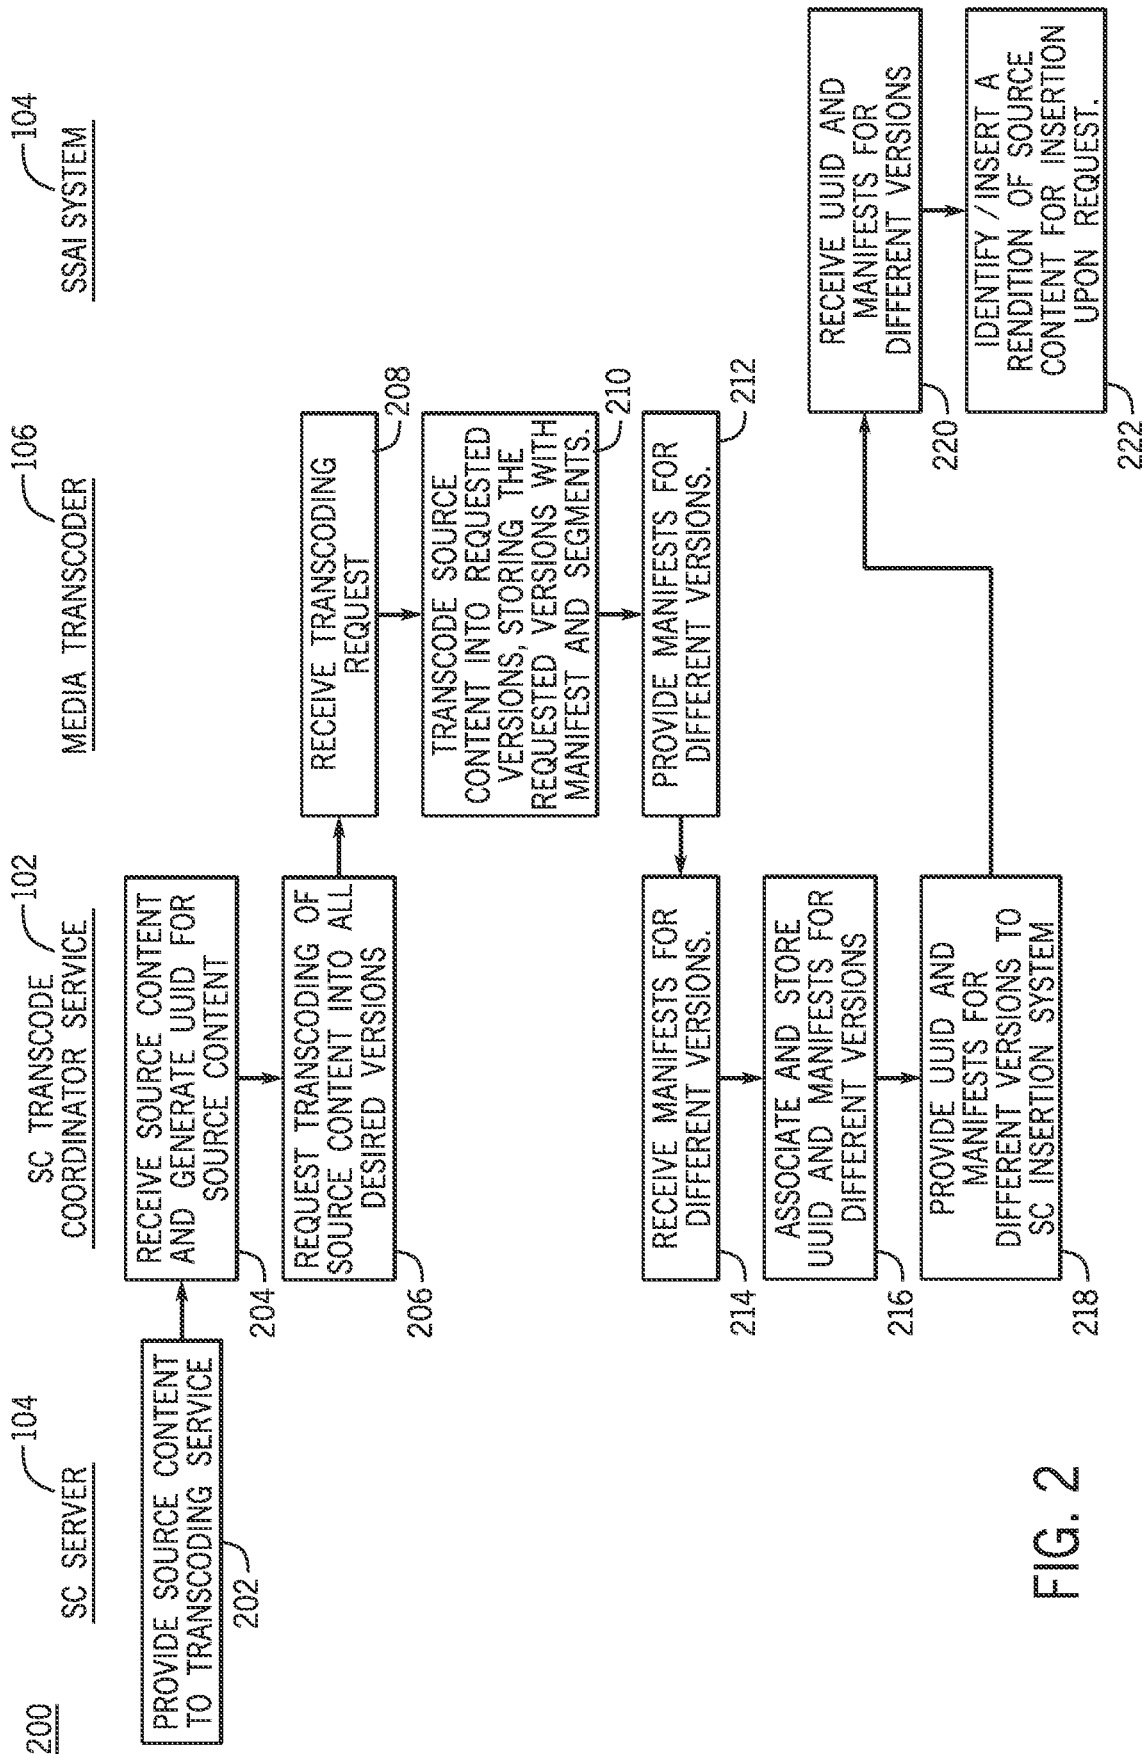 200
104
SC SERVER
PROVIDE SOURCE CONTENT
TO TRANSCODING SERVICE
202
102
SC TRANSCODE
COORDINATOR SERVICE
RECEIVE SOURCE CONTENT
AND GENERATE UUID FOR
SOURCE CONTENT
204
REQUEST TRANSCODING OF
SOURCE CONTENT INTO ALL
DESIRED VERSIONS
206
106
MEDIA TRANSCODER
RECEIVE TRANSCODING
REQUEST
208
TRANSCODE SOURCE
CONTENT INTO REQUESTED
VERSIONS, STORING THE
REQUESTED VERSIONS WITH
MANIFEST AND SEGMENTS.
210
PROVIDE MANIFESTS FOR
DIFFERENT VERSIONS.
212
RECEIVE MANIFESTS FOR
DIFFERENT VERSIONS.
214
ASSOCIATE AND STORE
UUID AND MANIFESTS FOR
DIFFERENT VERSIONS
216
PROVIDE UUID AND
MANIFESTS FOR
DIFFERENT VERSIONS TO
SC INSERTION SYSTEM
218
104
SSAI SYSTEM
RECEIVE UUID AND
MANIFESTS FOR
DIFFERENT VERSIONS
220
IDENTIFY/INSERT A
RENDITION OF SOURCE
CONTENT FOR INSERTION
UPON REQUEST.
222
FIG. 2